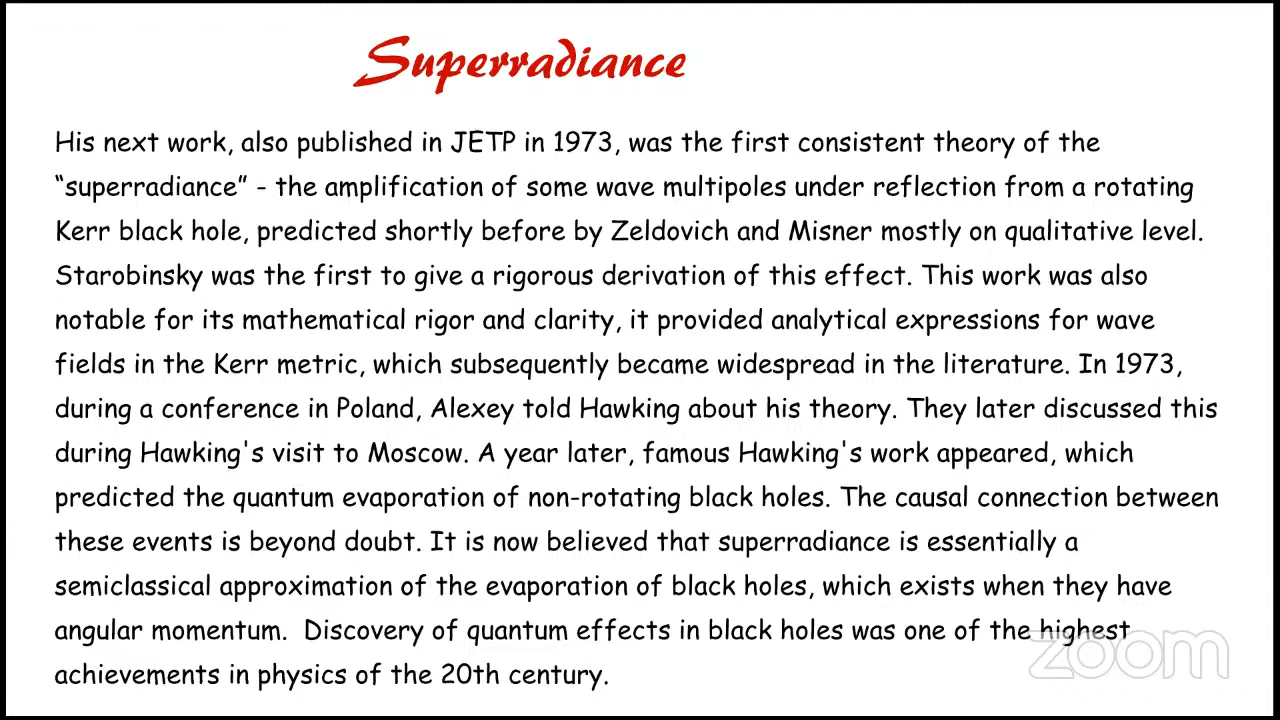 Superradiance
His next work, also published in JETP in 1973, was the first consistent theory of the
“superradiance” - the amplification of some wave multipoles under reflection from a rotating
Kerr black hole, predicted shortly before by Zeldovich and Misner mostly on qualitative level.
Starobinsky was the first to give a rigorous derivation of this effect. This work was also
notable for its mathematical rigor and clarity, it provided analytical expressions for wave
fields in the Kerr metric, which subsequently became widespread in the literature. In 1973,
during a conference in Poland, Alexey told Hawking about his theory. They later discussed this
during Hawking's visit to Moscow. A year later, famous Hawking's work appeared, which
predicted the quantum evaporation of non-rotating black holes. The causal connection between
these events is beyond doubt. It is now believed that superradiance is essentially a
semiclassical approximation of the evaporation of black holes, which exists when they have
angular momentum.  Discovery of quantum effects in black holes was one of the highest
achievements in physics of the 20th century.
zoom